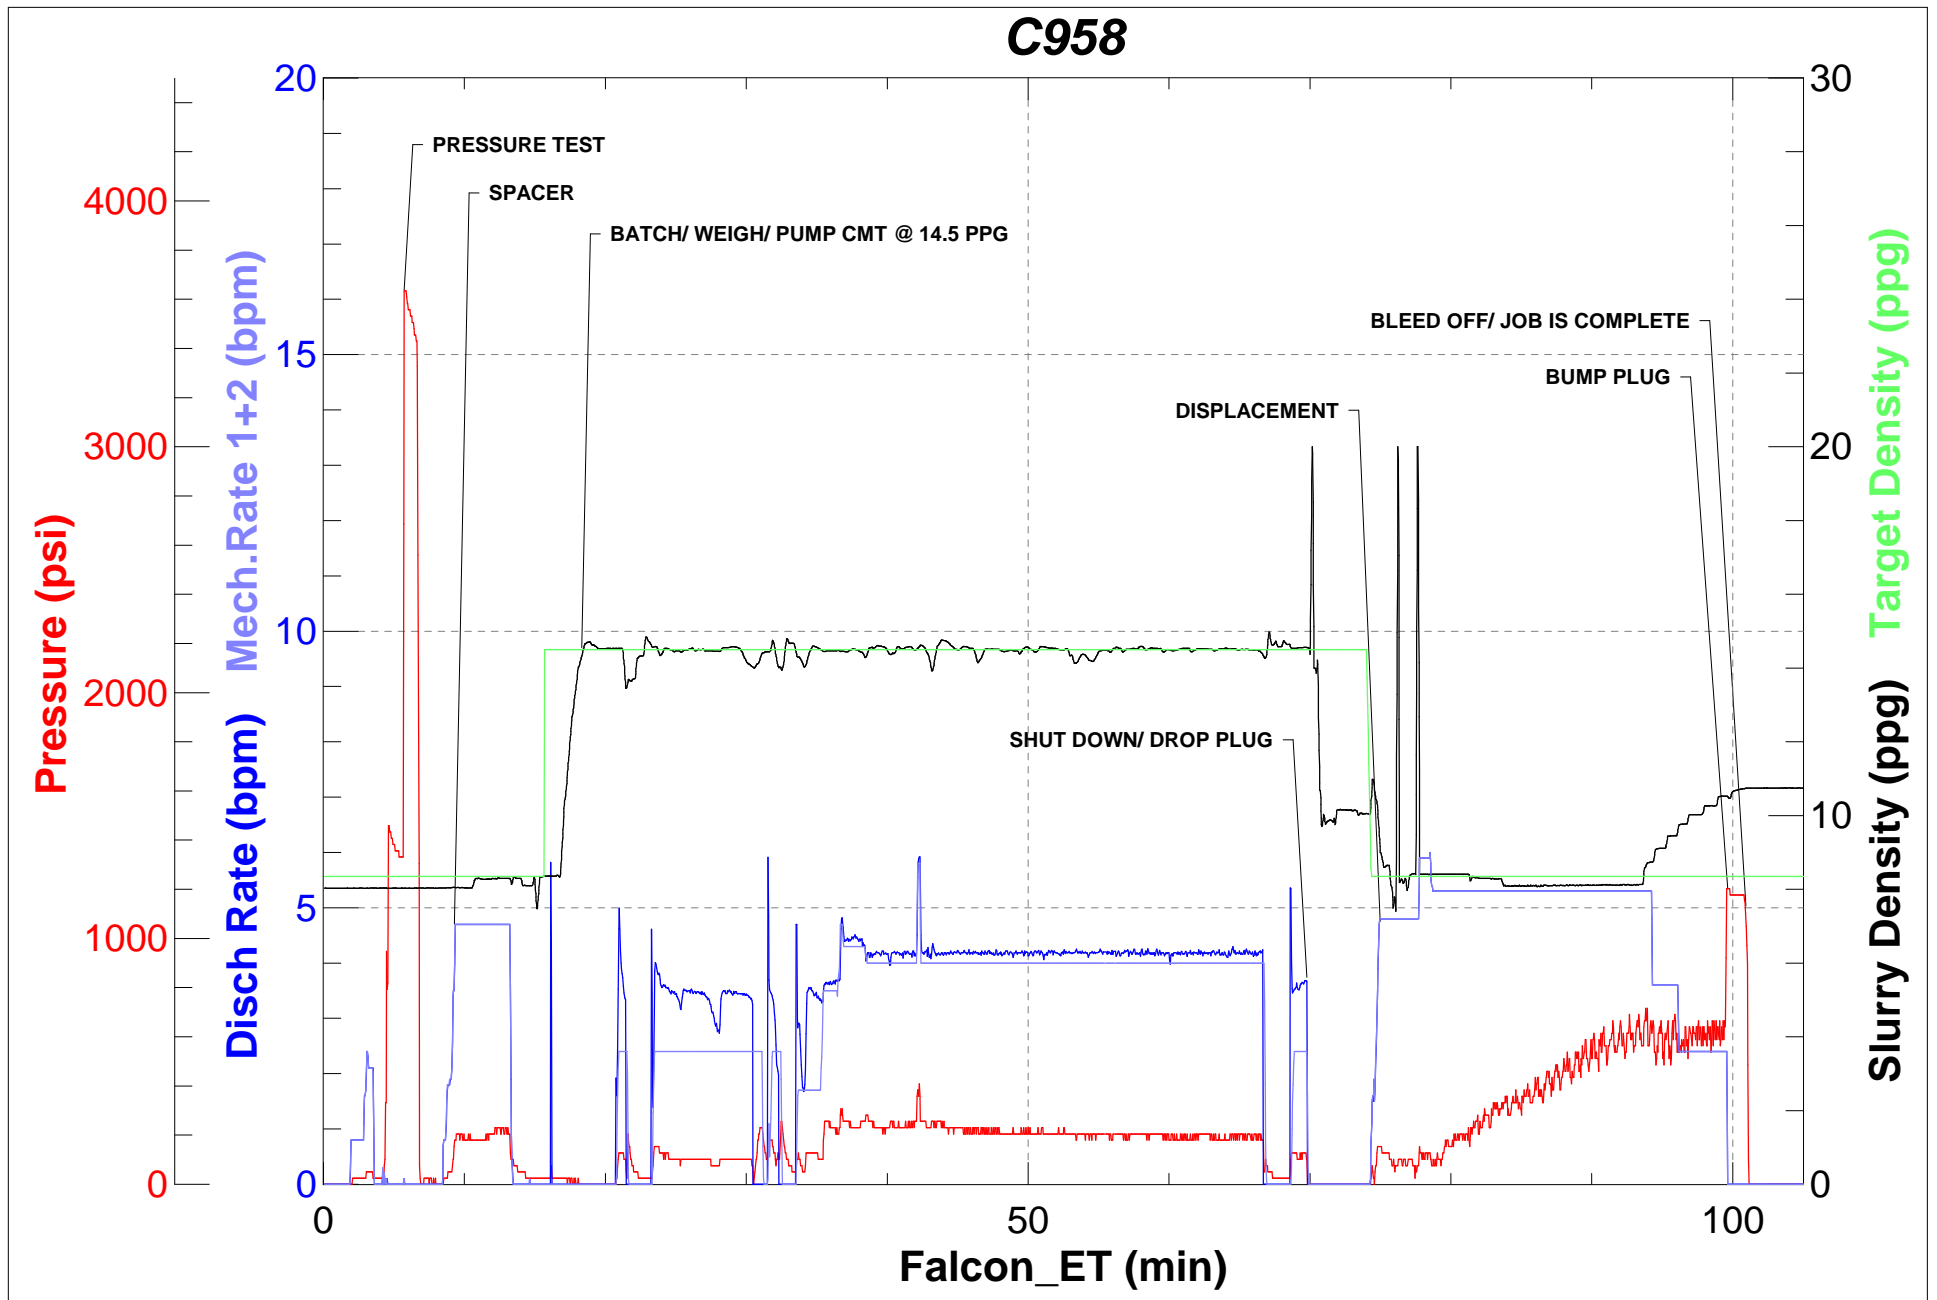 C958
20
30
PRESSURE TEST
SPACER
4000
BATCH/ WEIGH/ PUMP CMT @ 14.5 PPG
BLEED OFF/ JOB IS COMPLETE
15
BUMP PLUG
DISPLACEMENT
3000
20
Pressure (psi)
Mech.Rate 1+2 (bpm)
Disch Rate (bpm)
Target Density (ppg)
Slurry Density (ppg)
10
2000
SHUT DOWN/ DROP PLUG
10
5
1000
0
0
0
0
50
100
Falcon_ET (min)